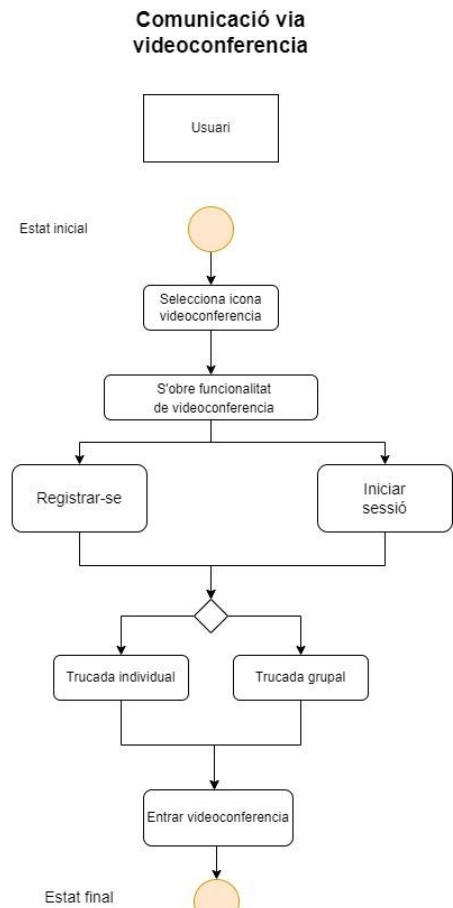 Comunicació via
videoconferencia
Usuari
Estat inicial
Selecciona icona
videoconferencia
S'obre funcionalitat
de videoconferencia
Registrar-se
Iniciar
sessió
Trucada individual
Trucada grupal
Entrar videoconferencia
Estat final